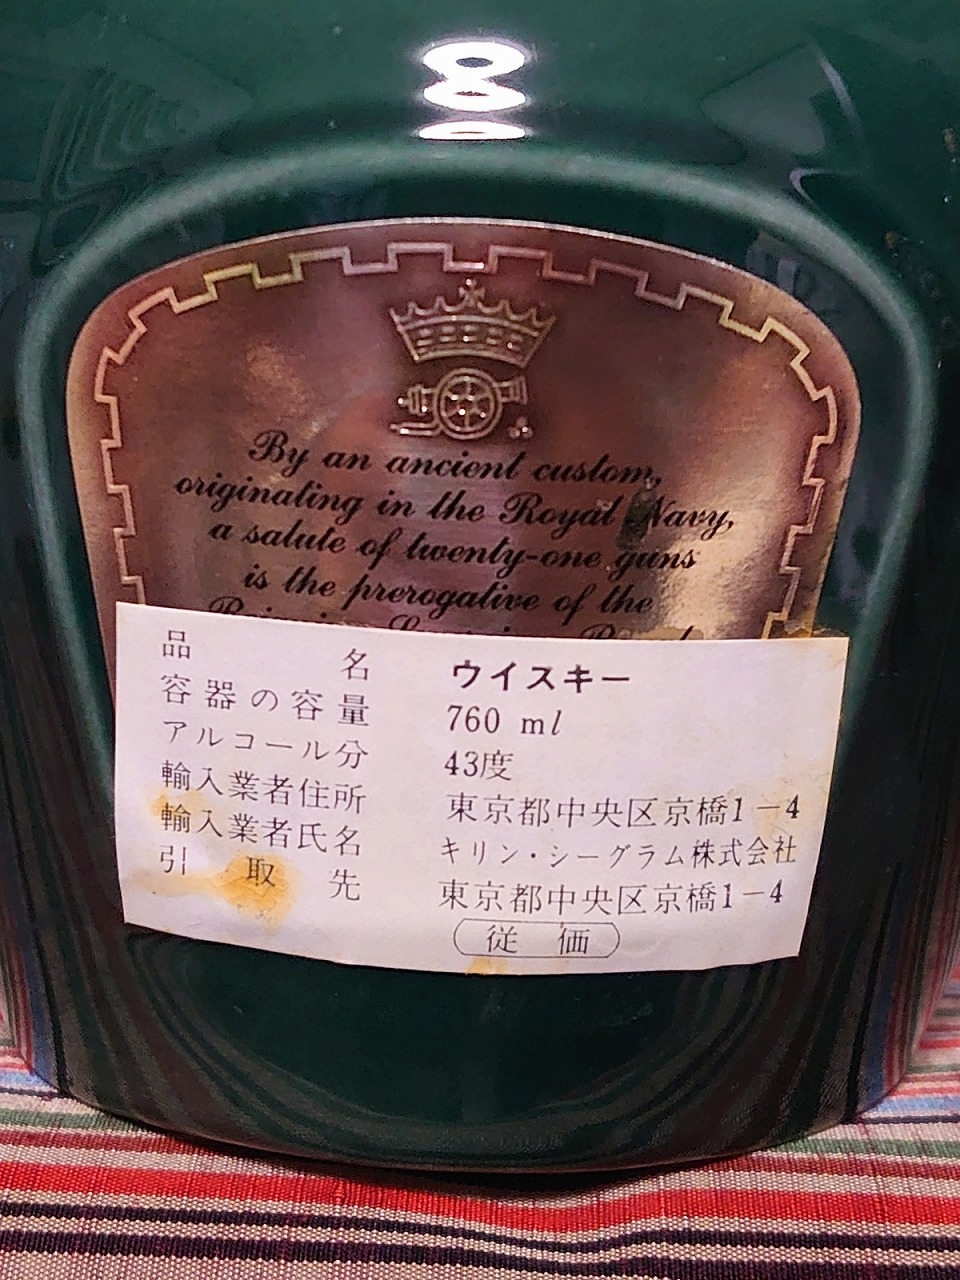 By an ancient custom,
originating in the Royal Navy,
a salute of twenty-one guns
is the prerogative of the
品名 ウイスキー
容器の容量 760 ml
アルコール分 43度
輸入業者住所 東京都中央区京橋1-4
輸入業者氏名 キリン・シーグラム株式会社
引取先 東京都中央区京橋1-4
従価